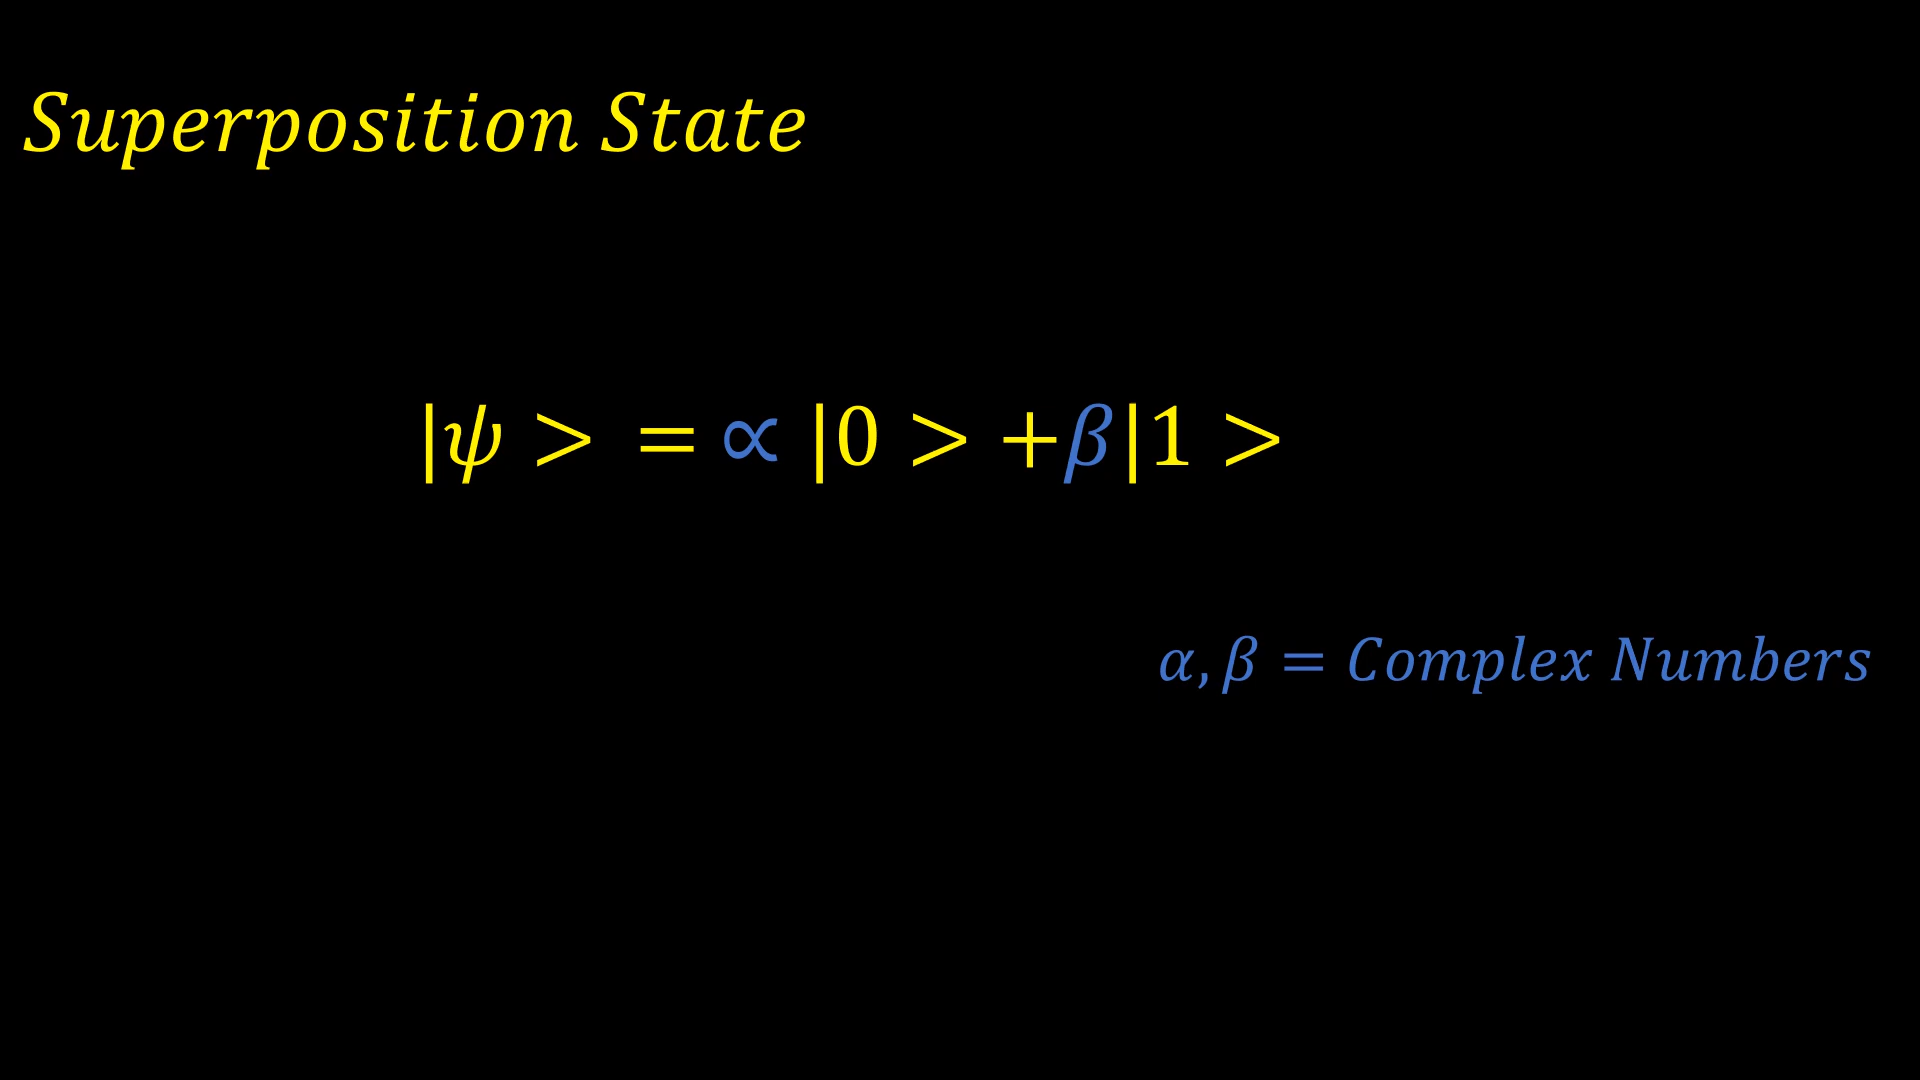 Superposition State
|ψ > = ∝ |0 > +β|1 >
α, β = Complex Numbers